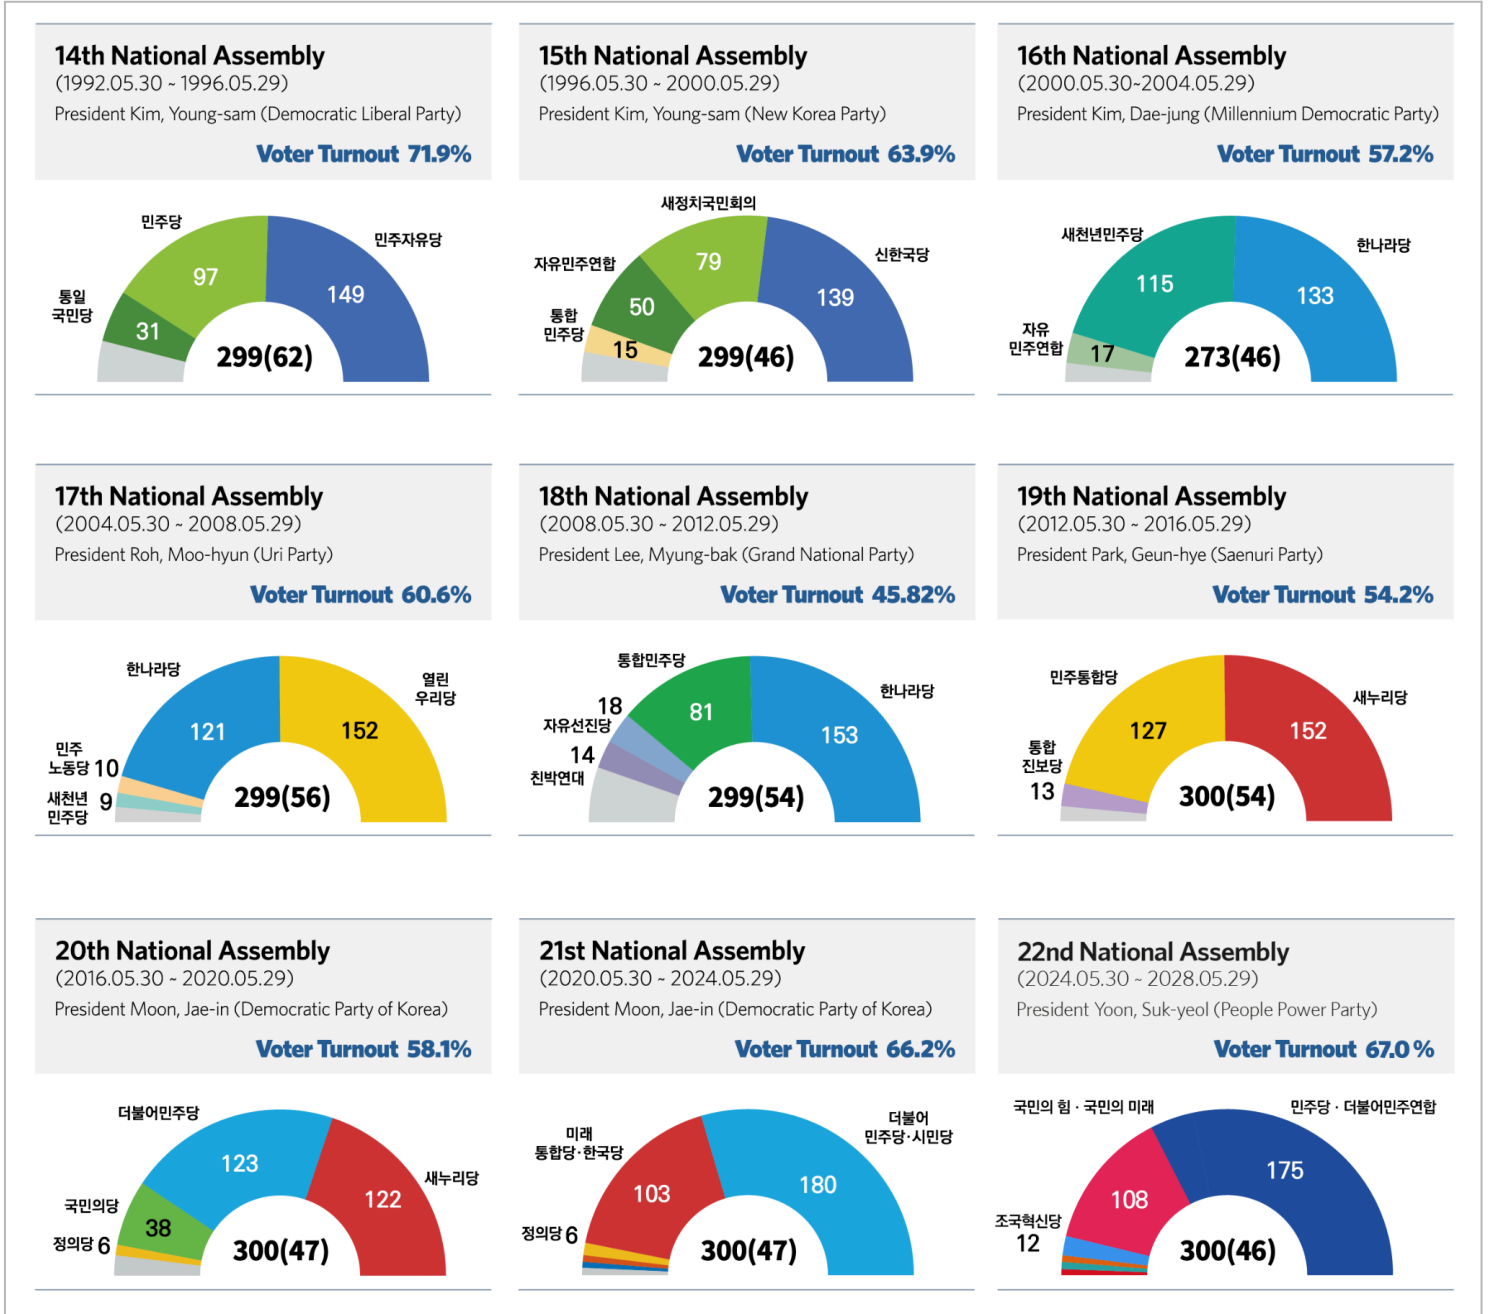 14th National Assembly
(1992.05.30 ~ 1996.05.29)
President Kim, Young-sam (Democratic Liberal Party)
Voter Turnout 71.9%
민주당
민주자유당
통일
국민당
97
149
31
299(62)
15th National Assembly
(1996.05.30 ~ 2000.05.29)
President Kim, Young-sam (New Korea Party)
Voter Turnout 63.9%
새정치국민회의
자유민주연합
신한국당
통합
민주당
79
139
50
15
299(46)
16th National Assembly
(2000.05.30~2004.05.29)
President Kim, Dae-jung (Millennium Democratic Party)
Voter Turnout 57.2%
새천년민주당
한나라당
자유
민주연합
115
133
17
273(46)
17th National Assembly
(2004.05.30 ~ 2008.05.29)
President Roh, Moo-hyun (Uri Party)
Voter Turnout 60.6%
한나라당
열린
우리당
121
152
민주
노동당 10
새천년
민주당
9
299(56)
18th National Assembly
(2008.05.30 ~ 2012.05.29)
President Lee, Myung-bak (Grand National Party)
Voter Turnout 45.82%
통합민주당
한나라당
18
자유선진당
81
153
14
친박연대
299(54)
19th National Assembly
(2012.05.30 ~ 2016.05.29)
President Park, Geun-hye (Saenuri Party)
Voter Turnout 54.2%
민주통합당
새누리당
127
152
통합
진보당
13
300(54)
20th National Assembly
(2016.05.30 ~ 2020.05.29)
President Moon, Jae-in (Democratic Party of Korea)
Voter Turnout 58.1%
더불어민주당
새누리당
123
122
국민의당
38
정의당 6
300(47)
21st National Assembly
(2020.05.30 ~ 2024.05.29)
President Moon, Jae-in (Democratic Party of Korea)
Voter Turnout 66.2%
더불어
민주당·시민당
미래
통합당·한국당
103
180
정의당 6
300(47)
22nd National Assembly
(2024.05.30 ~ 2028.05.29)
President Yoon, Suk-yeol (People Power Party)
Voter Turnout 67.0 %
국민의 힘 · 국민의 미래
민주당 · 더불어민주연합
175
108
조국혁신당
12
300(46)